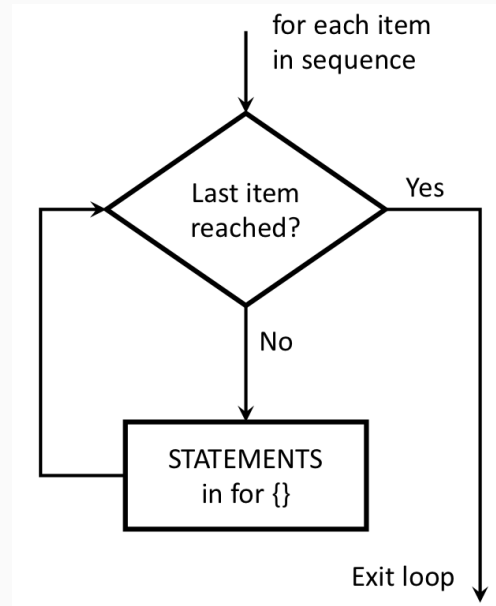 for each item
in sequence
Last item
reached?
Yes
No
STATEMENTS
in for {}
Exit loop